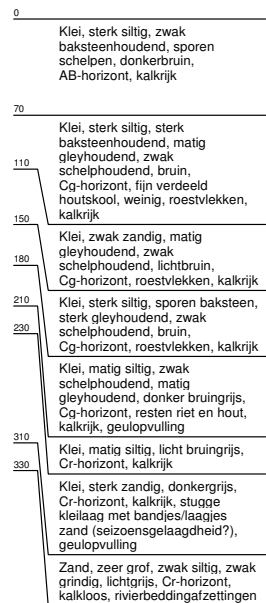 0
Klei, sterk siltig, zwak
baksteenhoudend, sporen
schelpen, donkerbruin,
AB-horizont, kalkrijk
70
Klei, sterk siltig, sterk
baksteenhoudend, matig
gleyhoudend, zwak
schelphoudend, bruin,
Cg-horizont, fijn verdeeld
houtskool, weinig, roestvlekken,
kalkrijk
110
Klei, zwak zandig, matig
gleyhoudend, zwak
schelphoudend, lichtbruin,
Cg-horizont, roestvlekken, kalkrijk
150
Klei, sterk siltig, sporen baksteen,
sterk gleyhoudend, zwak
schelphoudend, bruin,
Cg-horizont, roestvlekken, kalkrijk
180
Klei, matig siltig, zwak
schelphoudend, matig
gleyhoudend, donker bruingrijs,
Cg-horizont, resten riet en hout,
kalkrijk, geulopvulling
210
Klei, matig siltig, licht bruingrijs,
Cr-horizont, kalkrijk
230
Klei, sterk zandig, donkergrijs,
Cr-horizont, kalkrijk, stugge
kleilaag met bandjes/laagjes
zand (seizoensgelaagdheid?),
geulopvulling
310
Zand, zeer grof, zwak siltig, zwak
grindig, lichtgrijs, Cr-horizont,
kalkloos, rivierbeddingafzettingen
330